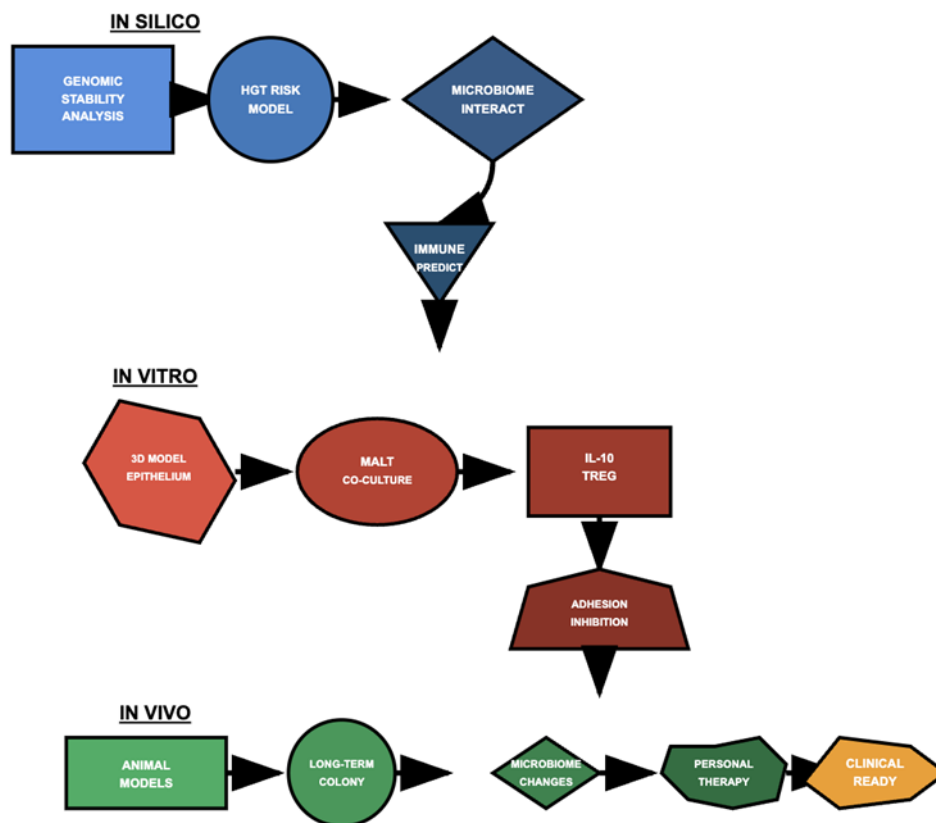 IN SILICO
GENOMIC
STABILITY
ANALYSIS
HGT RISK
MODEL
MICROBIOME
INTERACT
IMMUNE
PREDICT
IN VITRO
3D MODEL
EPITHELIUM
MALT
CO-CULTURE
IL-10
TREG
ADHESION
INHIBITION
IN VIVO
ANIMAL
MODELS
LONG-TERM
COLONY
MICROBIOME
CHANGES
PERSONAL
THERAPY
CLINICAL
READY